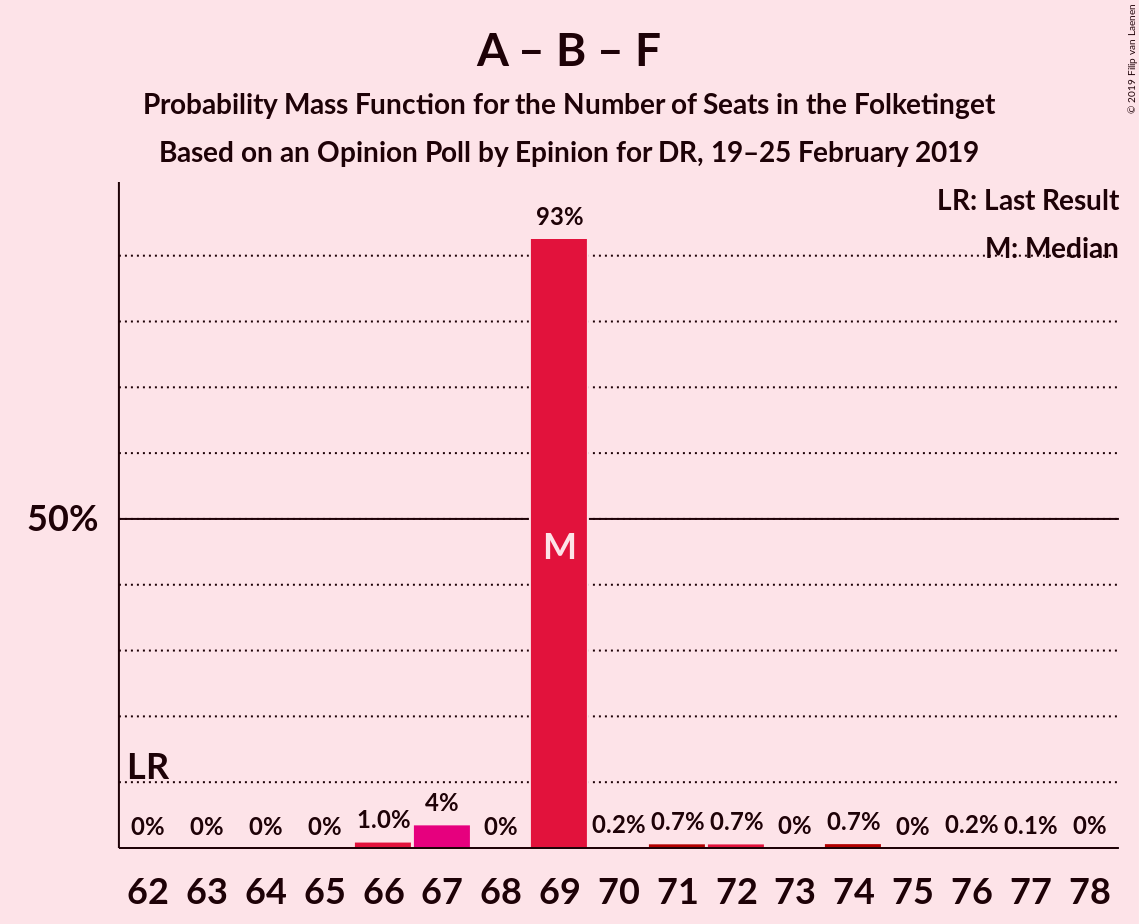 A – B – F
Probability Mass Function for the Number of Seats in the Folketinget
Based on an Opinion Poll by Epinion for DR, 19–25 February 2019
© 2019 Filip van Laenen
LR: Last Result
M: Median
93%
50%
M
LR
0% 0% 0% 0% 1.0% 4% 0% 0.2% 0.7% 0.7% 0% 0.7% 0% 0.2% 0.1% 0%
62 63 64 65 66 67 68 69 70 71 72 73 74 75 76 77 78